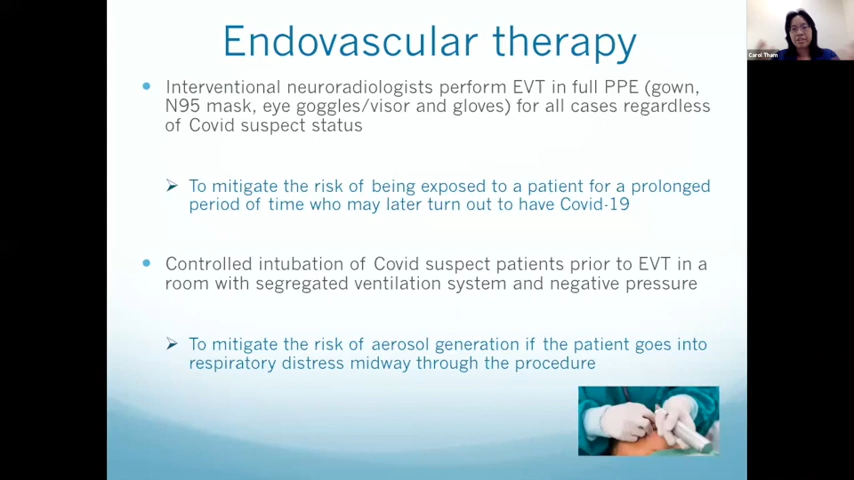 Endovascular therapy
Interventional neuroradiologists perform EVT in full PPE (gown,
N95 mask, eye goggles/visor and gloves) for all cases regardless
of Covid suspect status
To mitigate the risk of being exposed to a patient for a prolonged
period of time who may later turn out to have Covid-19
Controlled intubation of Covid suspect patients prior to EVT in a
room with segregated ventilation system and negative pressure
To mitigate the risk of aerosol generation if the patient goes into
respiratory distress midway through the procedure
Carol Tham